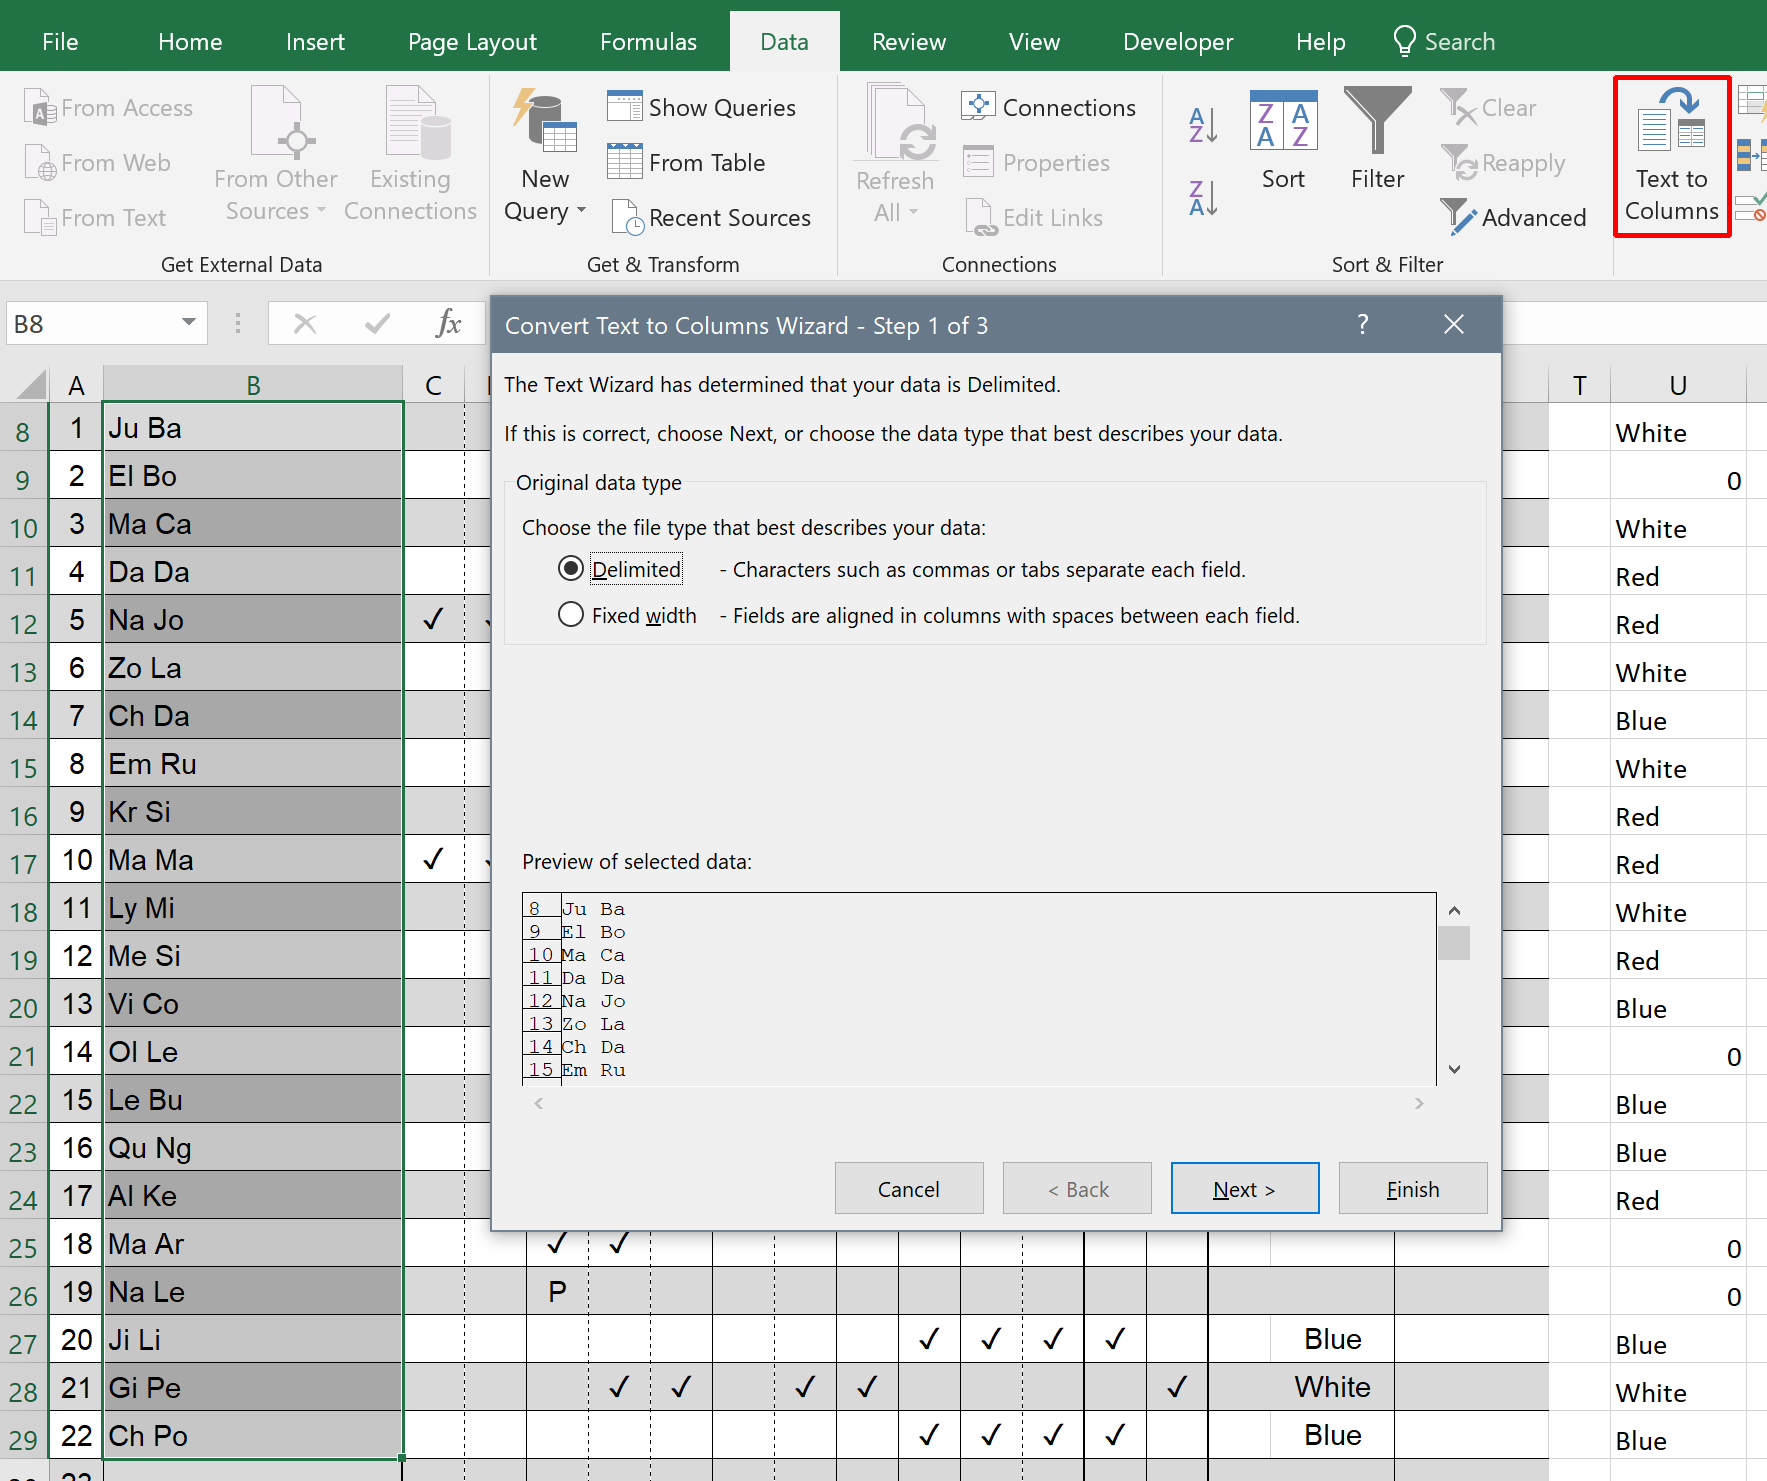 File Home Insert Page Layout Formulas Data Review View Developer Help Search
From Access
From Web
From Text
From Other
Sources
Existing
Connections
Get External Data
New
Query
Show Queries
From Table
Recent Sources
Get & Transform
Refresh
All
Connections
Properties
Edit Links
Connections
A
Z
Z
A
Z A
A Z
Sort
Filter
Clear
Reapply
Advanced
Sort & Filter
Text to
Columns
B8 fx
Convert Text to Columns Wizard - Step 1 of 3 ?
The Text Wizard has determined that your data is Delimited.
If this is correct, choose Next, or choose the data type that best describes your data.
Original data type
Choose the file type that best describes your data:
Delimited - Characters such as commas or tabs separate each field.
Fixed width - Fields are aligned in columns with spaces between each field.
Preview of selected data:
8 Ju Ba
9 El Bo
10 Ma Ca
11 Da Da
12 Na Jo
13 Zo La
14 Ch Da
15 Em Ru
Cancel < Back Next > Finish
A B C T U
8 1 Ju Ba White
9 2 El Bo 0
10 3 Ma Ca White
11 4 Da Da Red
12 5 Na Jo ✓ Red
13 6 Zo La White
14 7 Ch Da Blue
15 8 Em Ru White
16 9 Kr Si Red
17 10 Ma Ma ✓ Red
18 11 Ly Mi White
19 12 Me Si Red
20 13 Vi Co Blue
21 14 Ol Le 0
22 15 Le Bu Blue
23 16 Qu Ng Blue
24 17 Al Ke Red
25 18 Ma Ar ✓ ✓ 0
26 19 Na Le P 0
27 20 Ji Li ✓ ✓ ✓ ✓ Blue Blue
28 21 Gi Pe ✓ ✓ ✓ ✓ ✓ White White
29 22 Ch Po ✓ ✓ ✓ ✓ Blue Blue